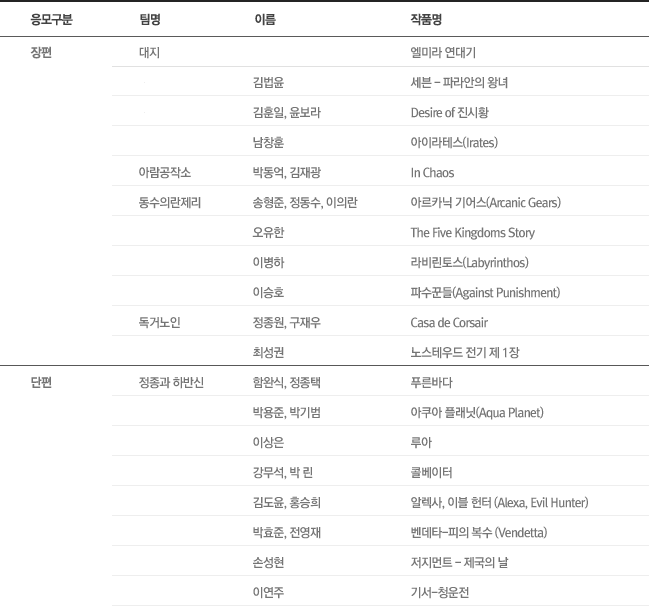 응모구분 팀명 이름 작품명
장편 대지 엘미라 연대기
김법윤 세븐 - 파라안의 왕녀
김훈일, 윤보라 Desire of 진시황
남창훈 아이라테스(Irates)
아람공작소 박동억, 김재광 In Chaos
동수의란제리 송형준, 정동수, 이의란 아르카닉 기어스(Arcanic Gears)
오유한 The Five Kingdoms Story
이병하 라비린토스(Labyrinthos)
이승호 파수꾼들(Against Punishment)
독거노인 정종원, 구재우 Casa de Corsair
최성권 노스테우드 전기 제 1장
단편 정종과 하반신 함완식, 정종택 푸른바다
박용준, 박기범 아쿠아 플래닛(Aqua Planet)
이상은 루아
강무석, 박 린 콜베이터
김도윤, 홍승희 알렉사, 이블 헌터 (Alexa, Evil Hunter)
박효준, 전영재 벤데타-피의 복수 (Vendetta)
손성현 저지먼트 - 제국의 날
이연주 기서-청운전